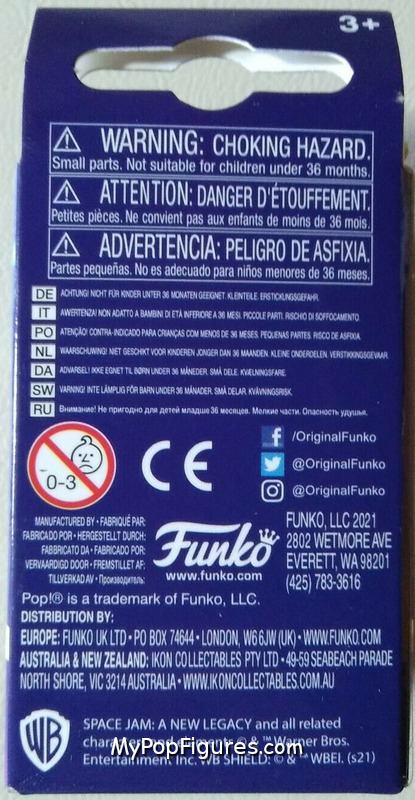 3+
WARNING: CHOKING HAZARD.
Small parts. Not suitable for children under 36 months.
ATTENTION: DANGER D'ÉTOUFFEMENT.
Petites pièces. Ne convient pas aux enfants de moins de 36 mois.
ADVERTENCIA: PELIGRO DE ASFIXIA.
Partes pequeñas. No es adecuado para niños menores de 36 meses.
DE ACHTUNG! NICHT FÜR KINDER UNTER 36 MONATEN GEEIGNET. KLEINTEILE. ERSTICKUNGSGEFAHR.
IT AVVERTENZA! NON ADATTO A BAMBINI DI ETÀ INFERIORE A 36 MESI. PICCOLE PARTI. RISCHIO DI SOFFOCAMENTO.
PO ATENÇÃO! CONTRA-INDICADO PARA CRIANÇAS COM MENOS DE 36 MESES. PEQUENAS PARTES. RISCO DE ASFIXIA.
NL WAARSCHUWING! NIET GESCHIKT VOOR KINDEREN JONGER DAN 36 MAANDEN. KLEINE ONDERDELEN. VERSTIKKINGSGEVAAR.
DA ADVARSEL! IKKE EGNET TIL BØRN UNDER 36 MÅNEDER. SMÅ DELE. KVÆLNINGSFARE.
SW VARNING! INTE LÄMPLIG FÖR BARN UNDER 36 MÅNADER. SMÅ DELAR. KVÄVNINGSRISK.
RU Внимание! Не пригодно для детей младше 36 месяцев. Мелкие части. Опасность удушья.
0-3
CE
f /OriginalFunko
@OriginalFunko
@OriginalFunko
MANUFACTURED BY • FABRIQUÉ PAR:
FABRICADO POR • HERGESTELLT DURCH:
FABBRICATO DA • FABRICADO POR:
VERVAARDIGD DOOR • FREMSTILLET AF:
TILLVERKAD AV • Производитель:
Funko
www.funko.com
FUNKO, LLC 2021
2802 WETMORE AVE
EVERETT, WA 98201
(425) 783-3616
Pop!® is a trademark of Funko, LLC.
DISTRIBUTION BY:
EUROPE: FUNKO UK LTD • PO BOX 74644 • LONDON, W6 6JW (UK) • WWW.FUNKO.COM
AUSTRALIA & NEW ZEALAND: IKON COLLECTABLES PTY LTD • 49-59 SEABEACH PARADE
NORTH SHORE, VIC 3214 AUSTRALIA • WWW.IKONCOLLECTABLES.COM.AU
WB
SPACE JAM: A NEW LEGACY and all related
MyPopFigures.com
© & ™ Warner Bros.
Entertainment Inc. WB SHIELD: © & ™ WBEI. (s21)